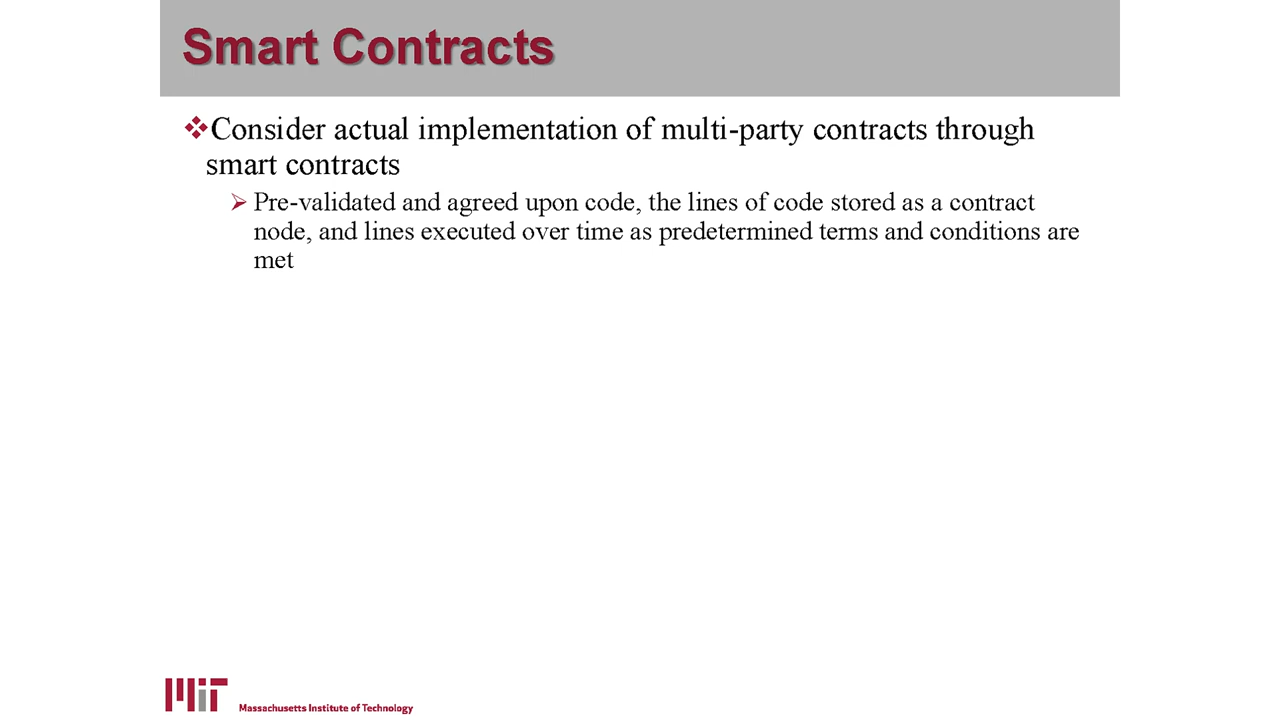 Smart Contracts
Consider actual implementation of multi-party contracts through
smart contracts
Pre-validated and agreed upon code, the lines of code stored as a contract
node, and lines executed over time as predetermined terms and conditions are
met
MIT
Massachusetts Institute of Technology